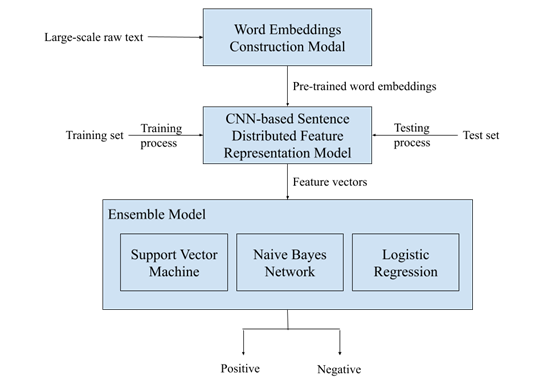 Word Embeddings
Construction Modal
Large-scale raw text
Pre-trained word embeddings
CNN-based Sentence
Distributed Feature
Representation Model
Training set
Training
process
Testing
process
Test set
Feature vectors
Ensemble Model
Support Vector
Machine
Naive Bayes
Network
Logistic
Regression
Positive
Negative